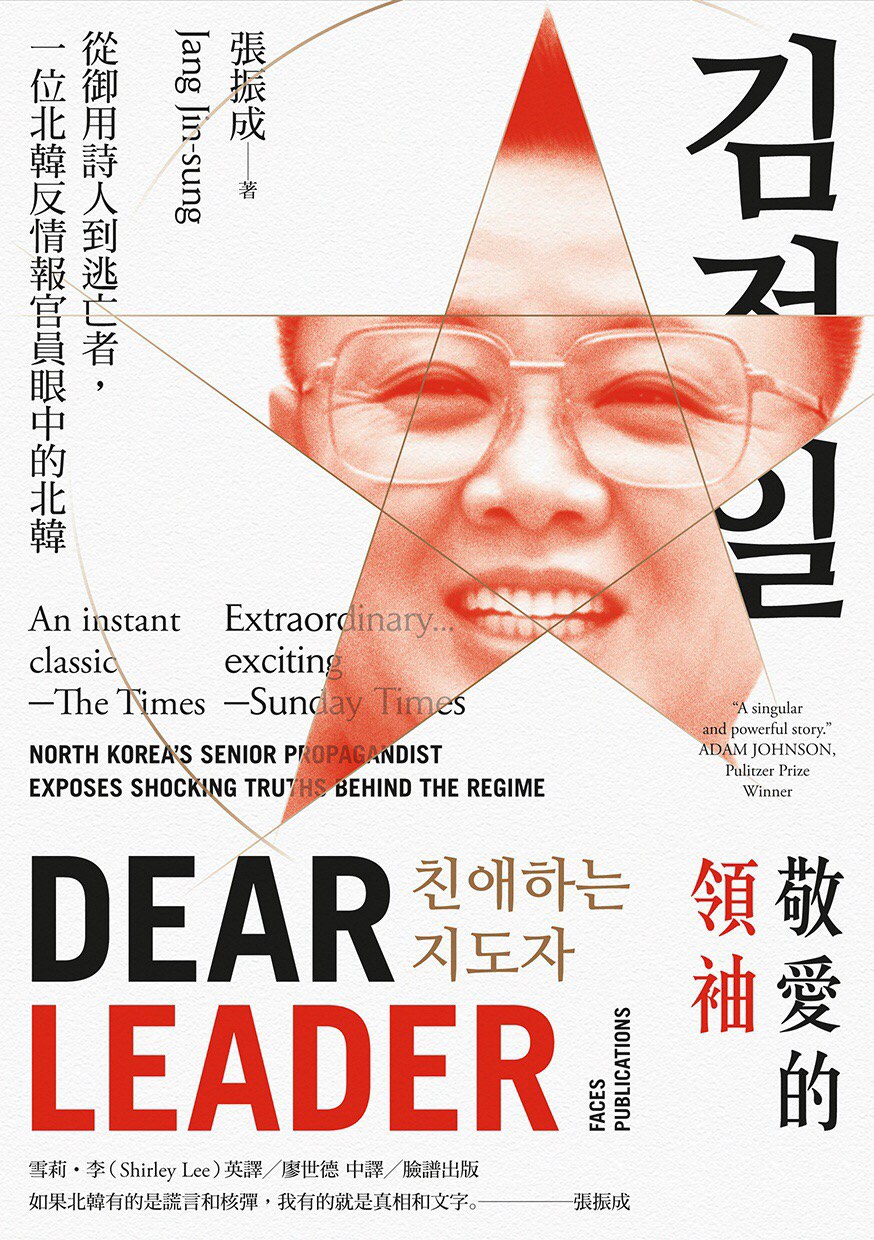 김정일
張振成——著
Jang Jin-sung
從御用詩人到逃亡者，
一位北韓反情報官員眼中的北韓
An instant
classic
—The Times
Extraordinary...
exciting
—Sunday Times
“A singular
and powerful story.”
ADAM JOHNSON,
Pulitzer Prize
Winner
NORTH KOREA’S SENIOR PROPAGANDIST
EXPOSES SHOCKING TRUTHS BEHIND THE REGIME
DEAR
LEADER
친애하는
지도자
敬愛的
領袖
FACES
PUBLICATIONS
雪莉・李（Shirley Lee）英譯／廖世德 中譯／臉譜出版
如果北韓有的是謊言和核彈，我有的就是真相和文字。————張振成